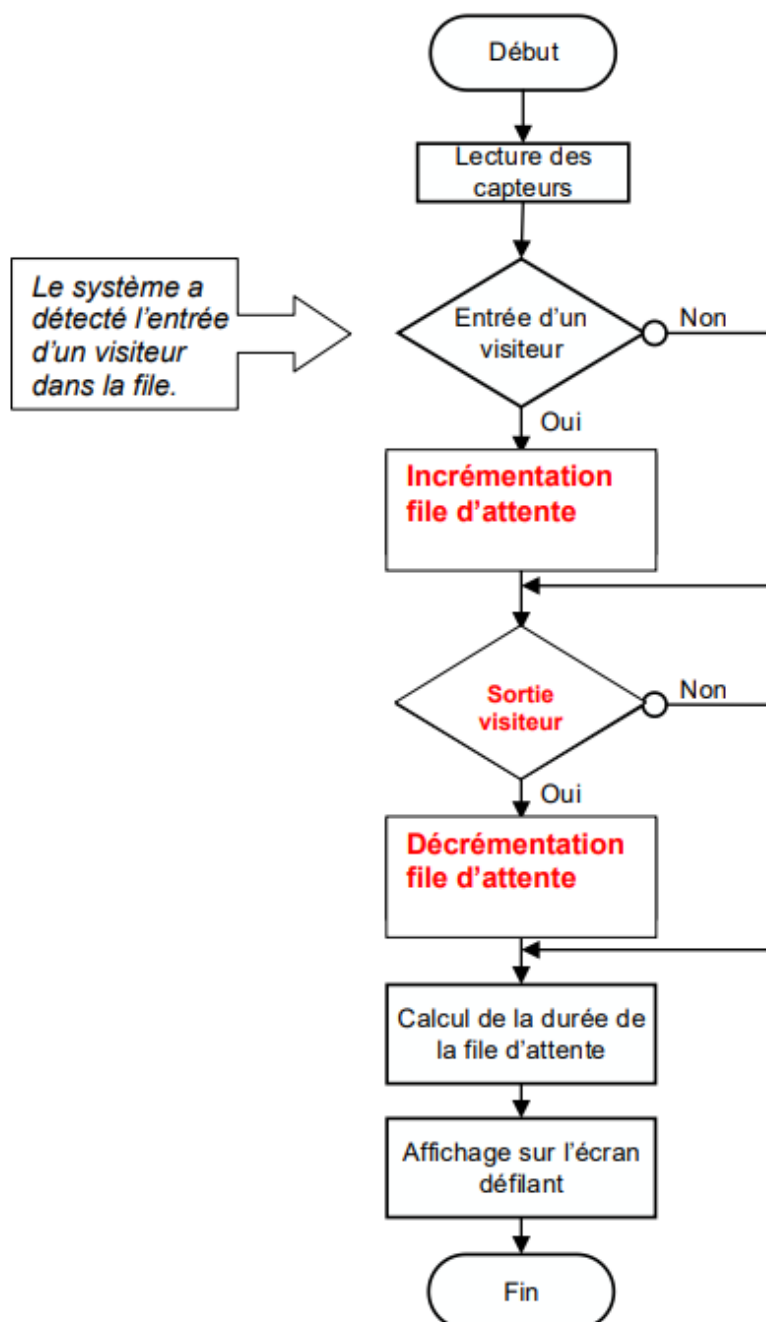 Début
Lecture des
capteurs
Le système a
détecté l'entrée
d'un visiteur
dans la file.
Entrée d'un
visiteur
Non
Oui
Incrémentation
file d'attente
Sortie
visiteur
Non
Oui
Décrémentation
file d'attente
Calcul de la durée de
la file d'attente
Affichage sur l'écran
défilant
Fin